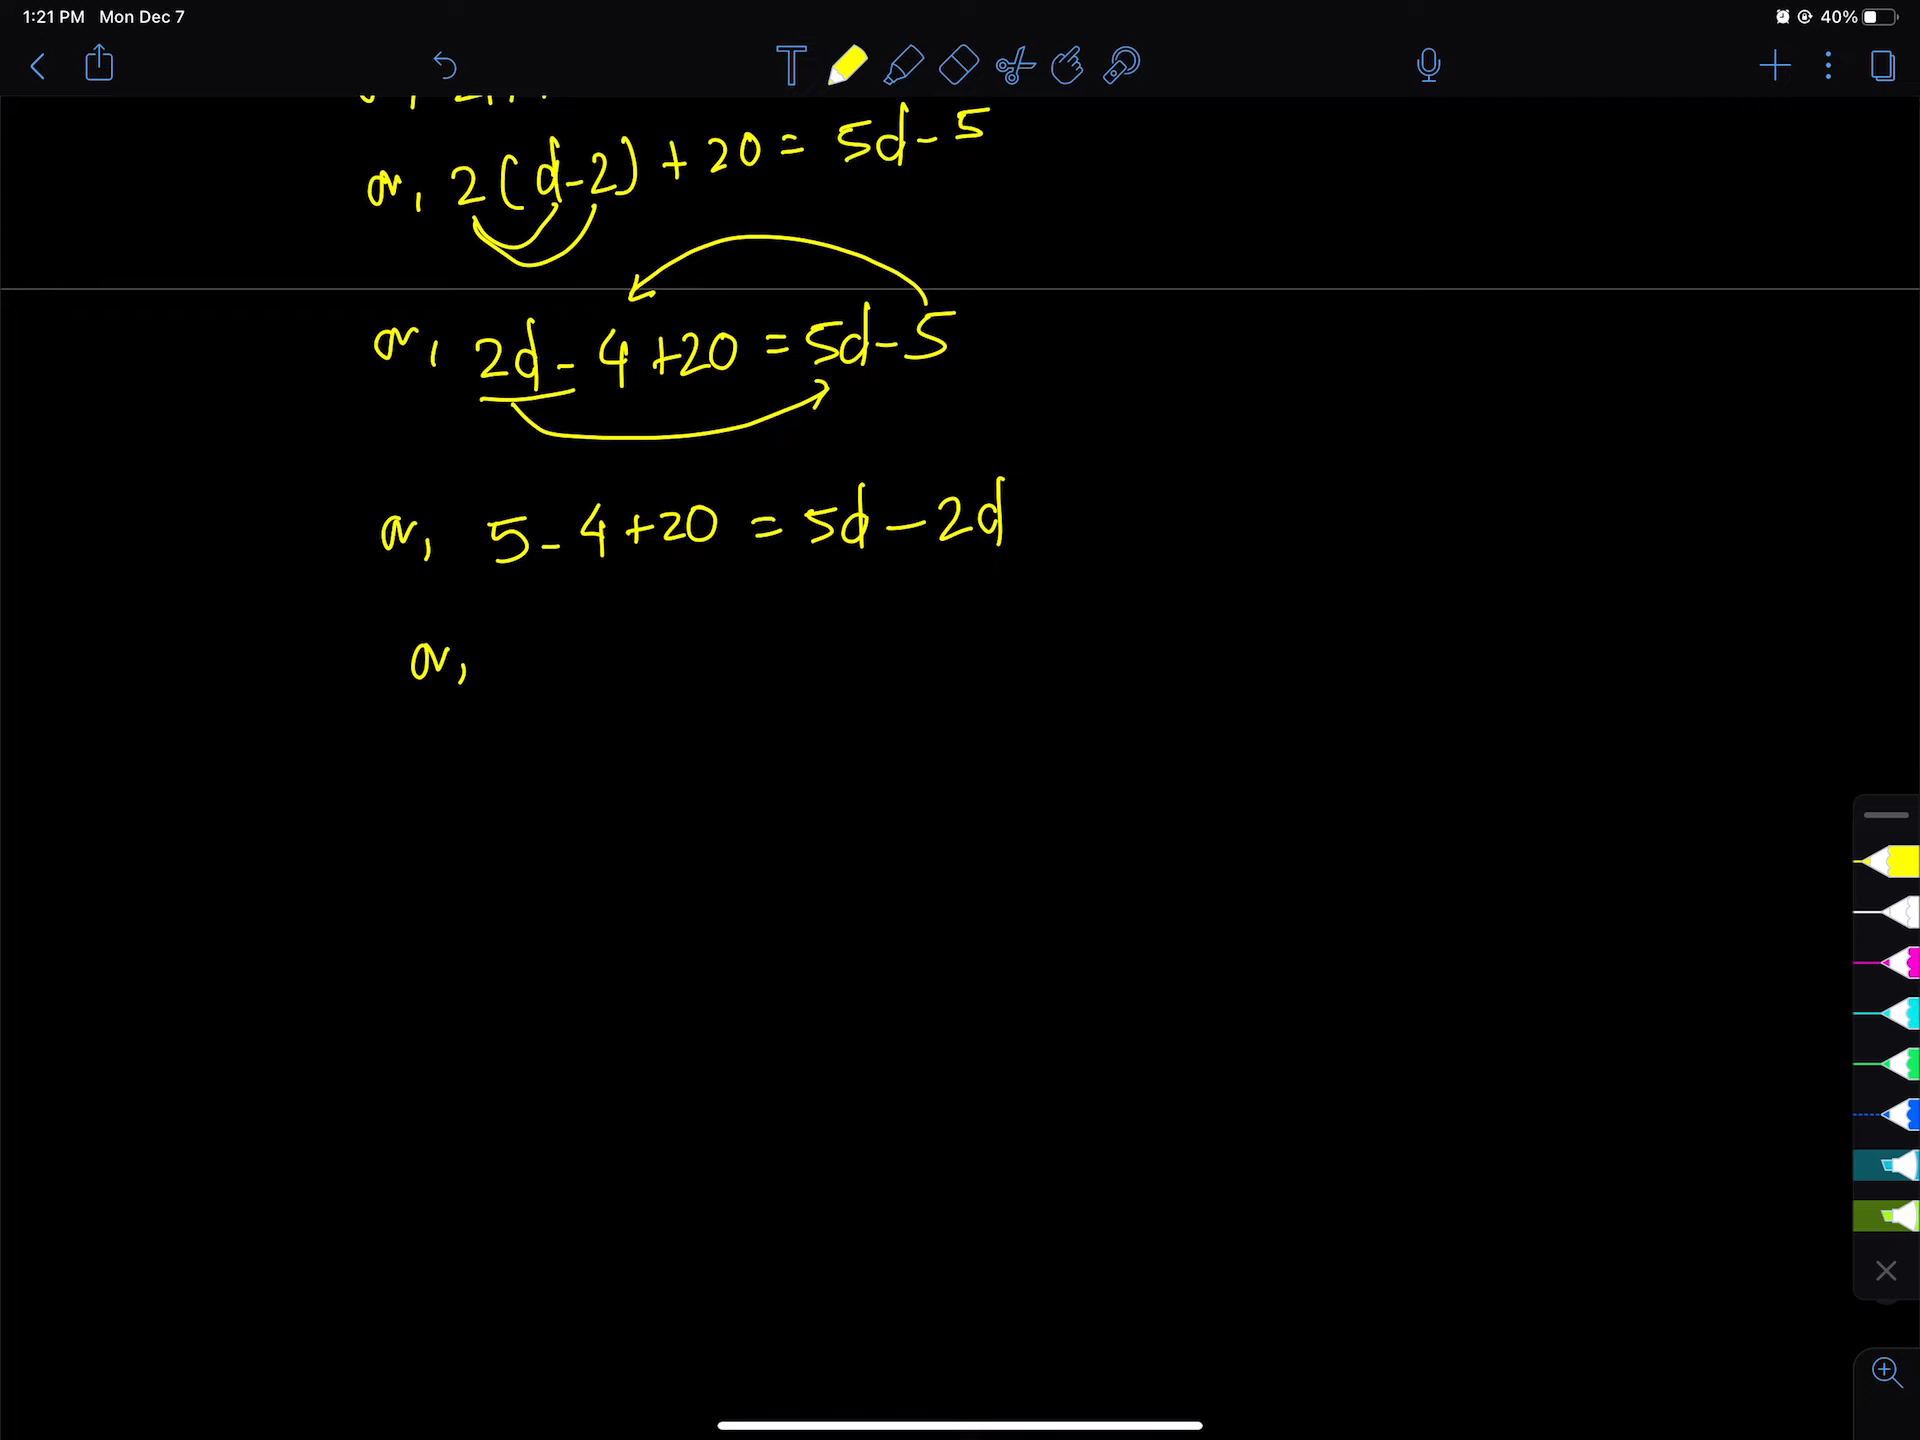 1:21 PM Mon Dec 7 40%
T
or, 2(d-2) + 20 = 5d - 5
or, 2d - 4 + 20 = 5d - 5
or, 5 - 4 + 20 = 5d - 2d
or,